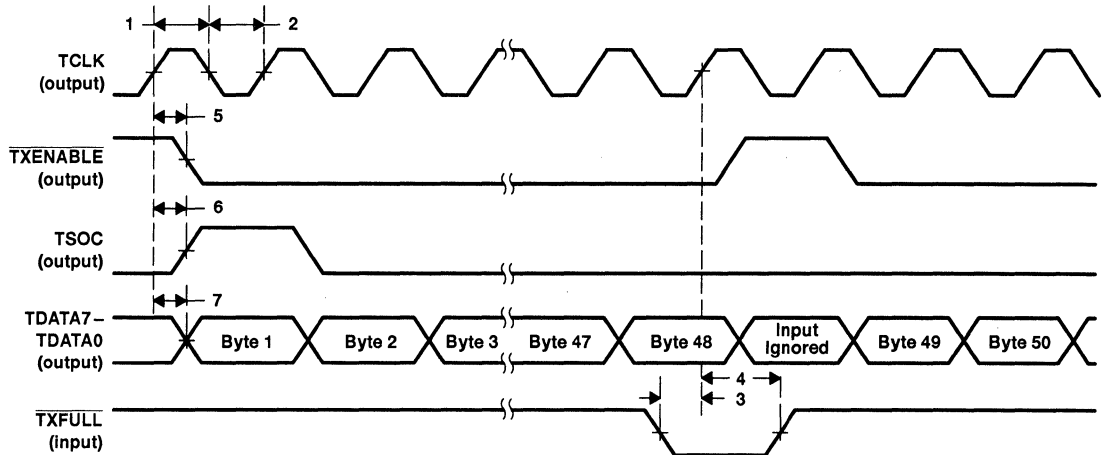 1 2
TCLK
(output)
5
TXENABLE
(output)
6
TSOC
(output)
7
TDATA7–
TDATA0
(output)
Byte 1 Byte 2 Byte 3 Byte 47 Byte 48 Input Ignored Byte 49 Byte 50
4
3
TXFULL
(input)